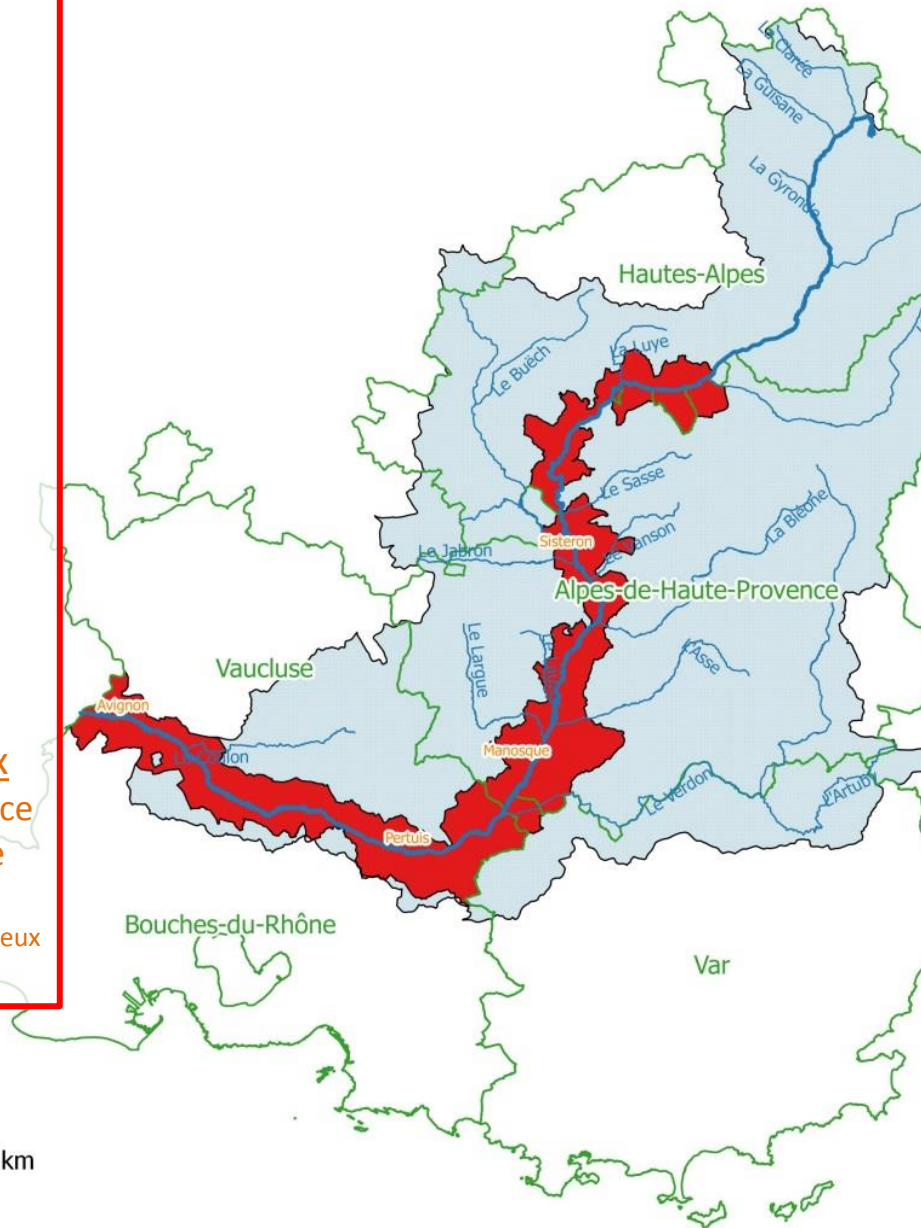 La Clarée
La Guisane
La Gyronde
Hautes-Alpes
La Luye
Le Buëch
Le Sasse
La Bléone
Sisteron
Le Jabron
Alpes-de-Haute-Provence
L'Asse
Le Largue
Vaucluse
Avignon
Manosque
Le Verdon
L'Artuby
ce
Pertuis
Bouches-du-Rhône
eux
Var
km